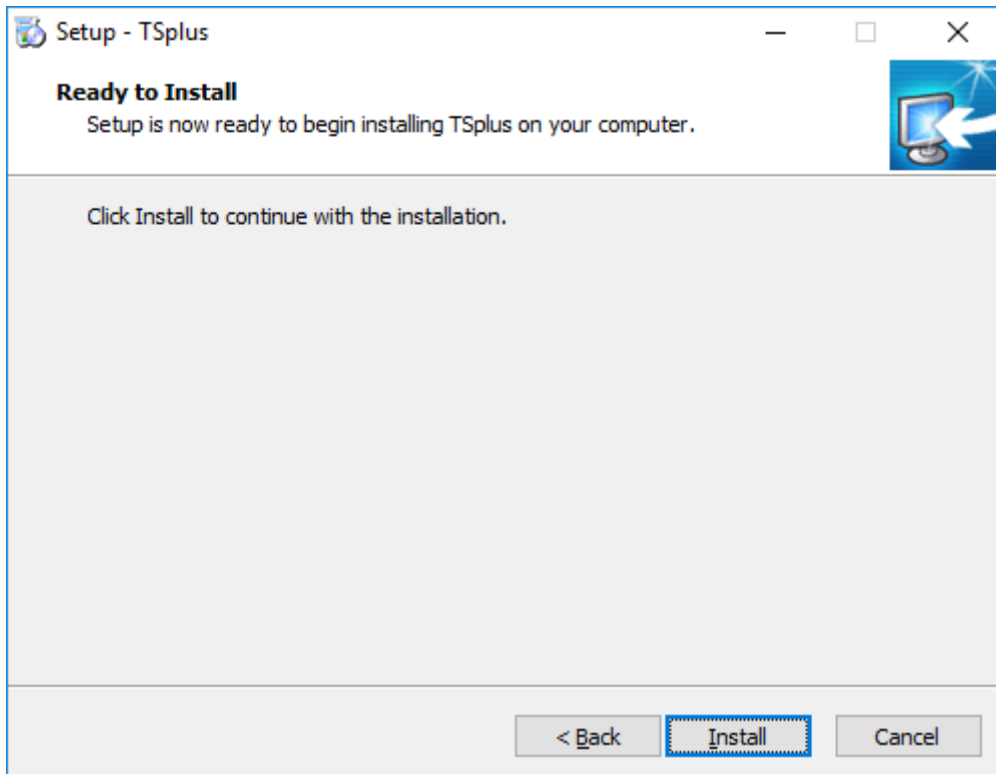 Setup - TSplus
Ready to Install
Setup is now ready to begin installing TSplus on your computer.
Click Install to continue with the installation.
< Back
Install
Cancel